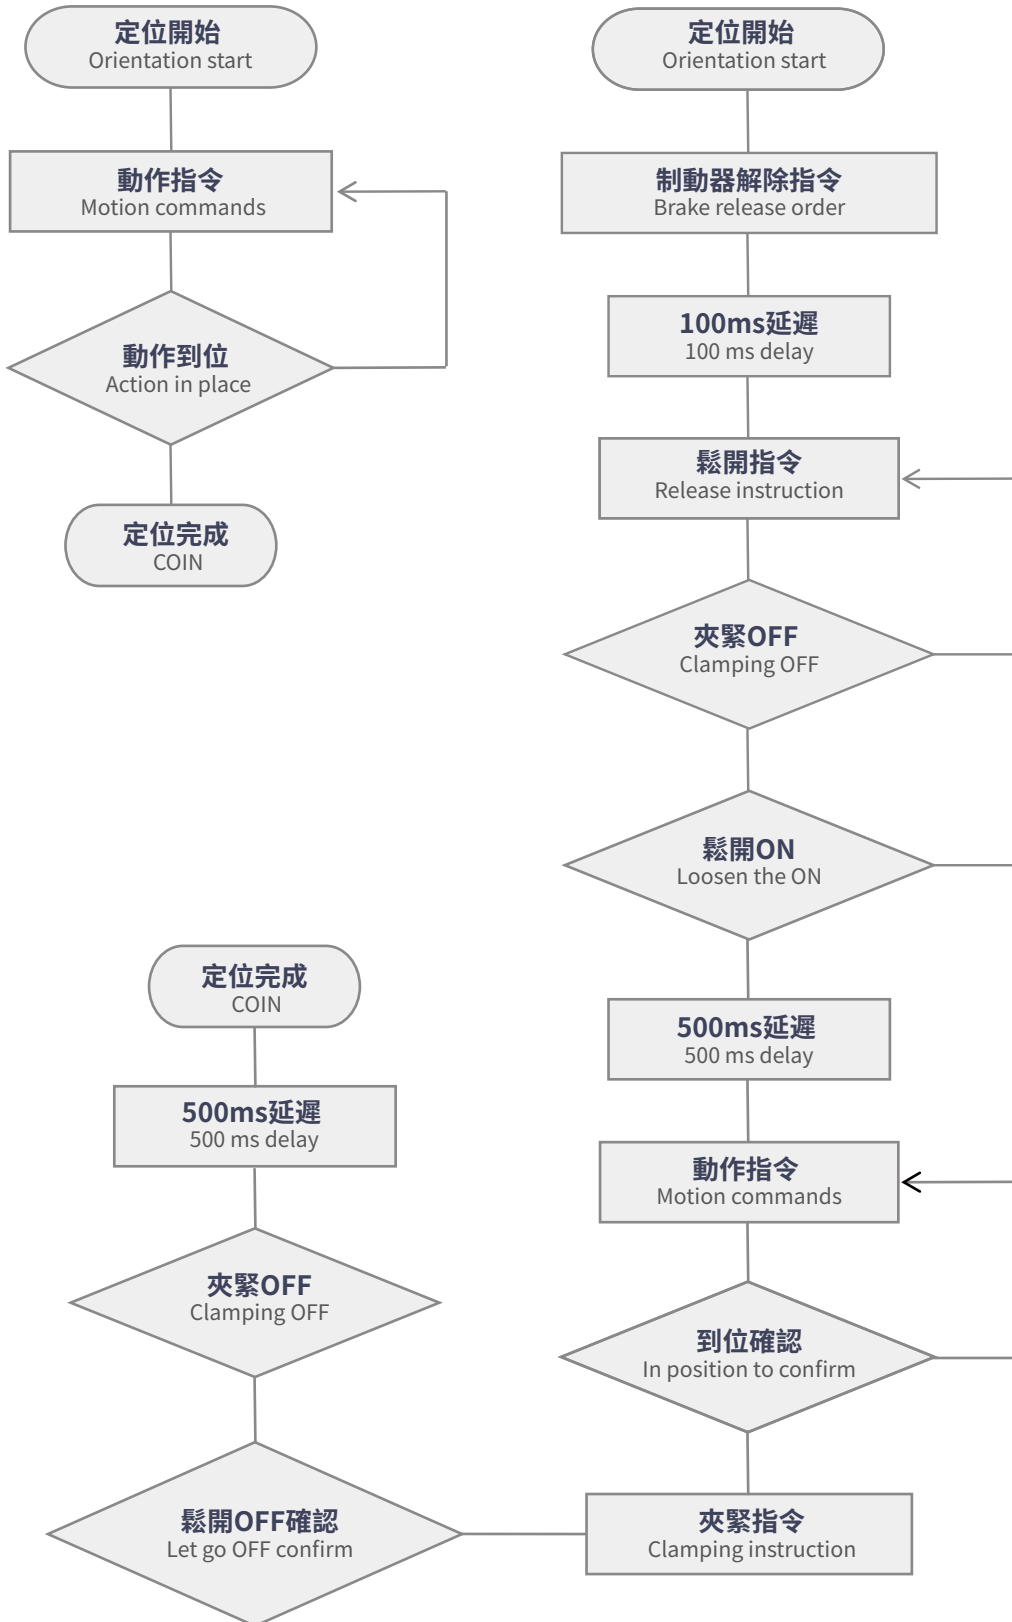 定位開始
Orientation start
動作指令
Motion commands
動作到位
Action in place
定位完成
COIN
定位開始
Orientation start
制動器解除指令
Brake release order
100ms延遲
100 ms delay
鬆開指令
Release instruction
夾緊OFF
Clamping OFF
鬆開ON
Loosen the ON
500ms延遲
500 ms delay
動作指令
Motion commands
到位確認
In position to confirm
夾緊指令
Clamping instruction
鬆開OFF確認
Let go OFF confirm
夾緊OFF
Clamping OFF
500ms延遲
500 ms delay
定位完成
COIN